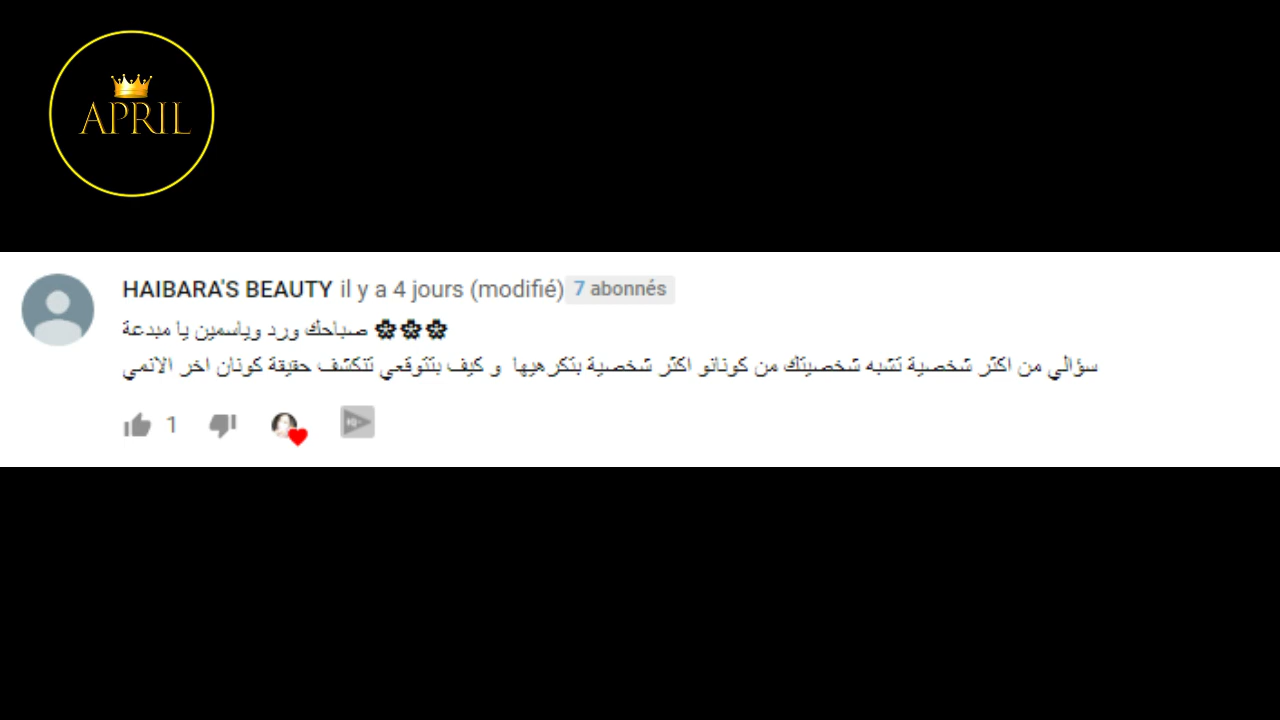 APRIL
HAIBARA'S BEAUTY il y a 4 jours (modifié) 7 abonnés
صباحك ورد وياسمين يا مبدعة
سؤالي من اكثر شخصية تشبه شخصيتك من كونانو اكثر شخصية بتكرهيها و كيف بتتوقعي تتكشف حقيقة كونان اخر الانمي
1